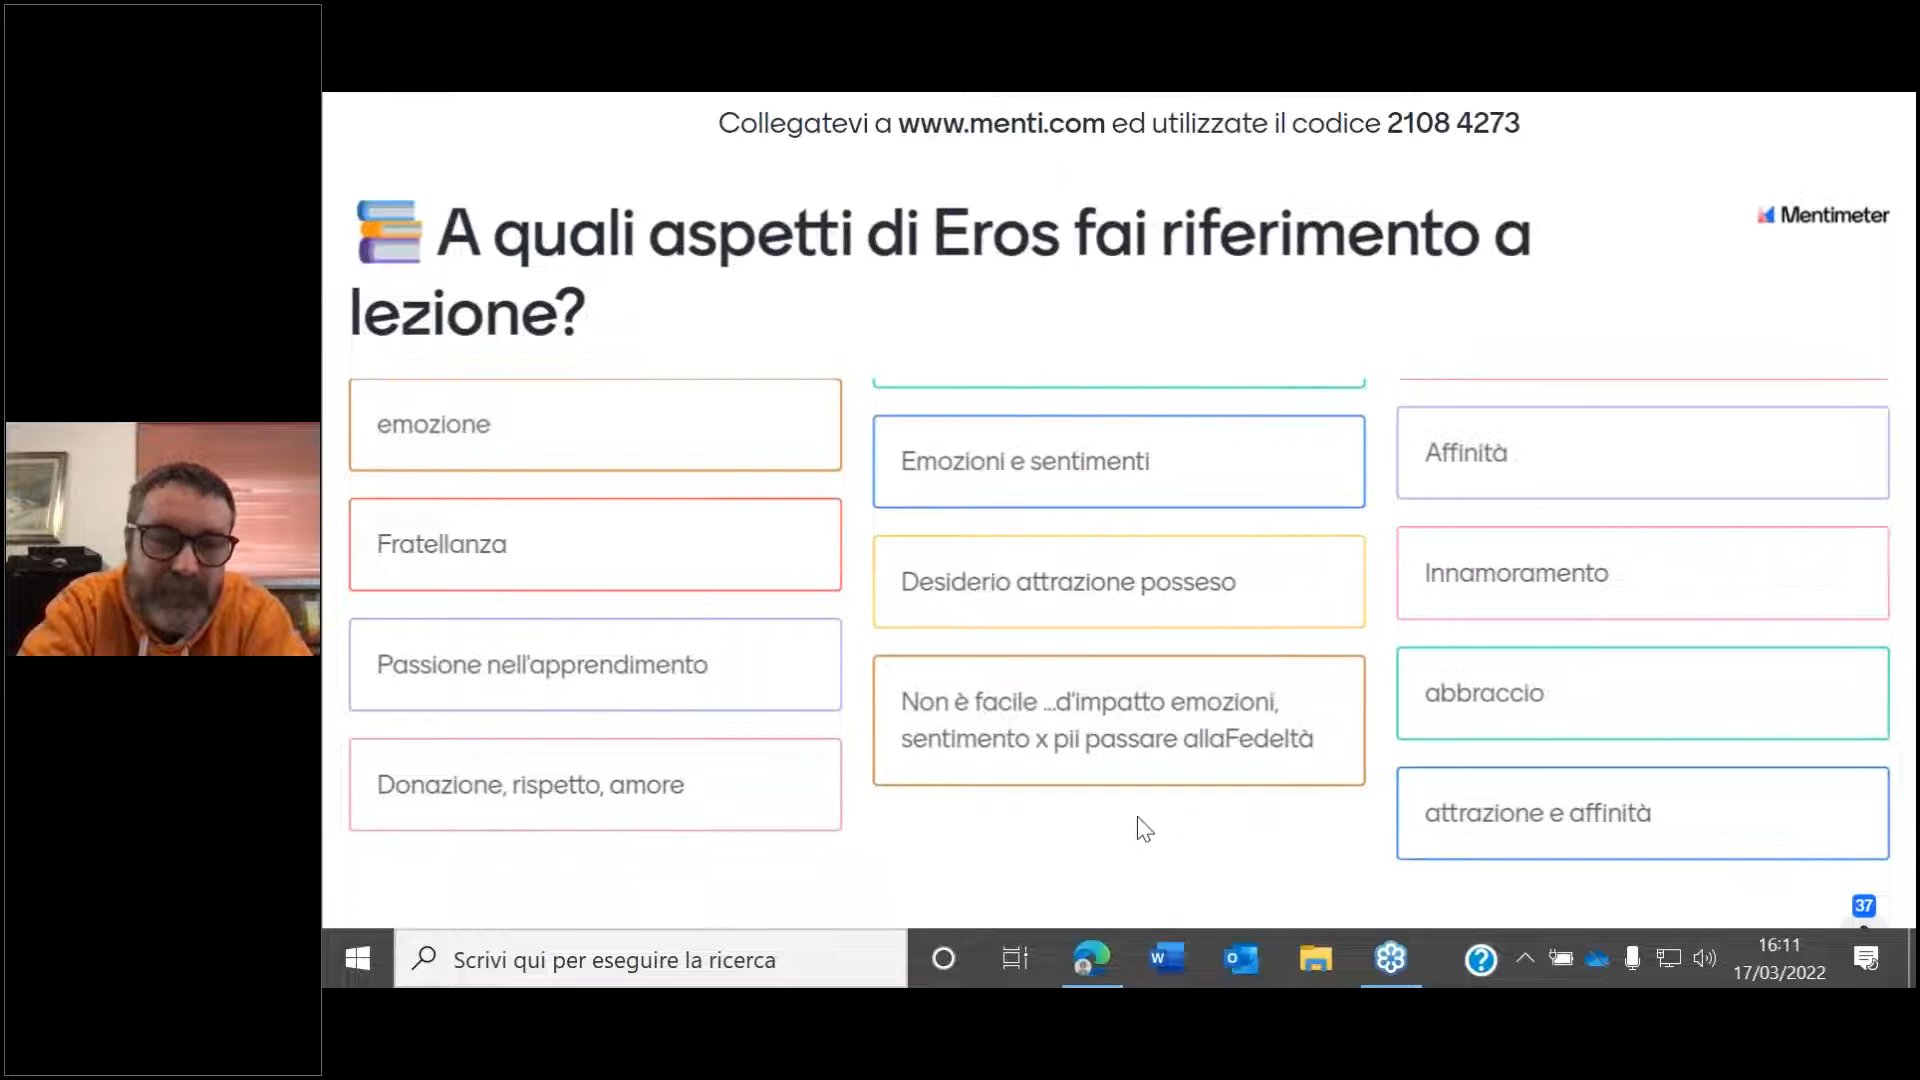 Collegatevi a www.menti.com ed utilizzate il codice 2108 4273
A quali aspetti di Eros fai riferimento a
lezione?
Mentimeter
emozione
Fratellanza
Passione nell'apprendimento
Donazione, rispetto, amore
Emozioni e sentimenti
Desiderio attrazione posseso
Non è facile ...d'impatto emozioni,
sentimento x pii passare allaFedeltà
Affinità
Innamoramento
abbraccio
attrazione e affinità
37
Scrivi qui per eseguire la ricerca
16:11
17/03/2022